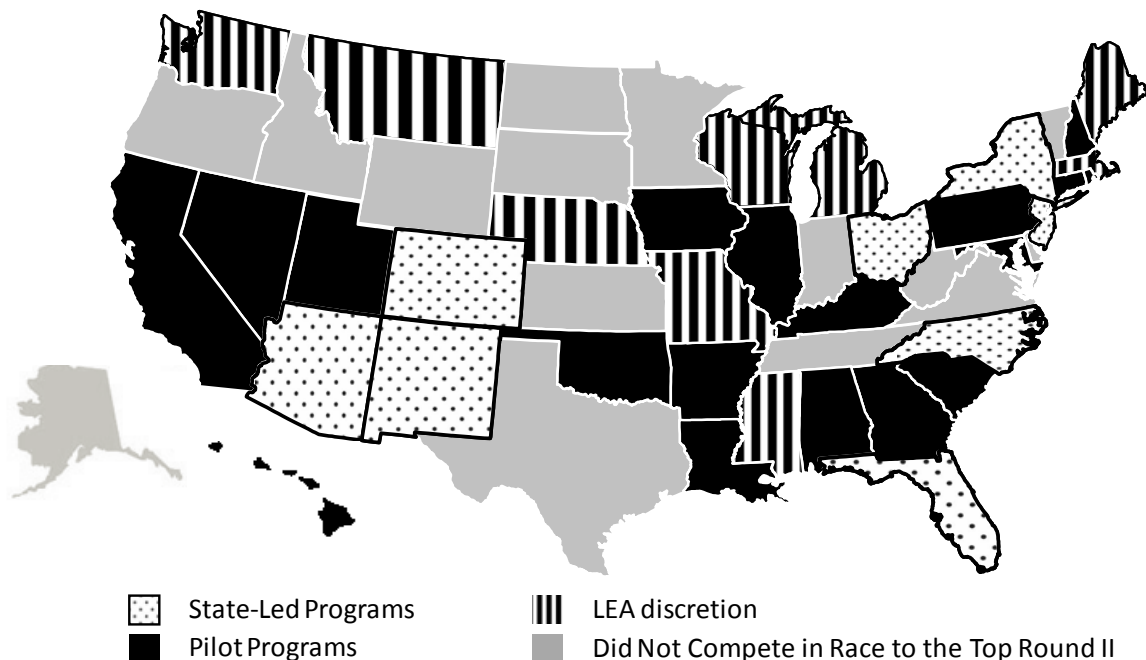 State-Led Programs
LEA discretion
Pilot Programs
Did Not Compete in Race to the Top Round II